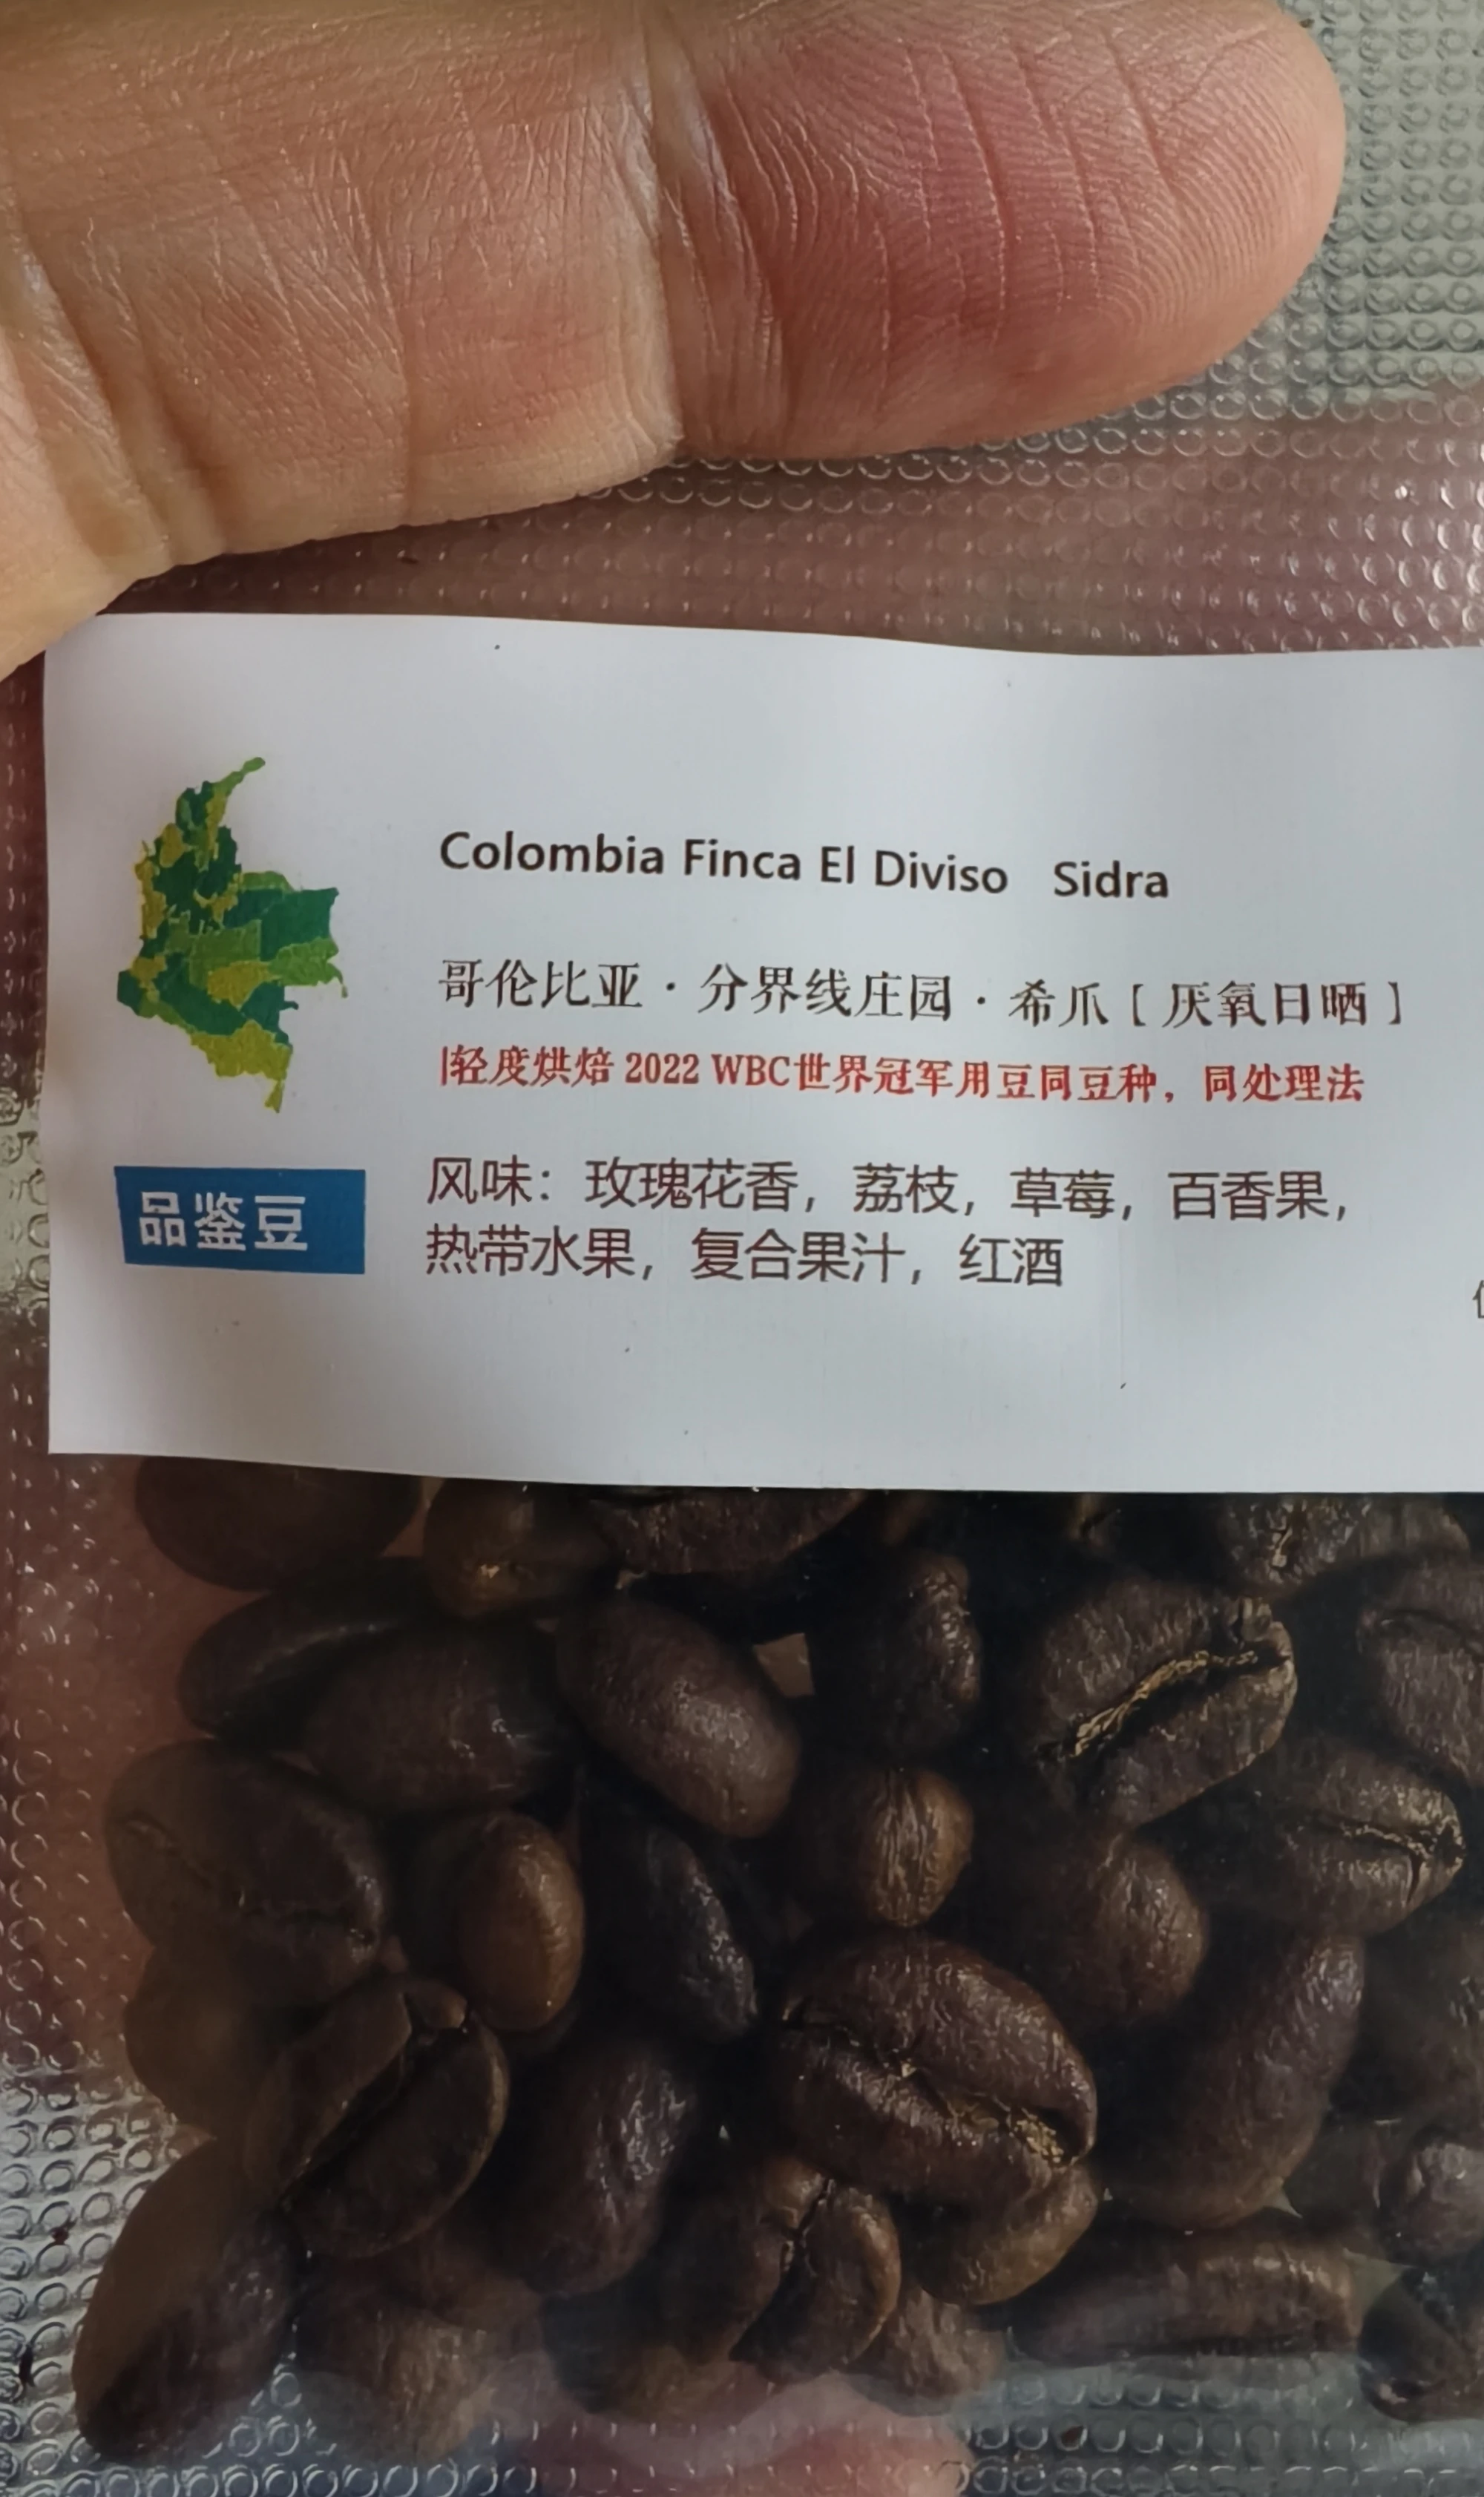 Colombia Finca El Diviso Sidra
哥伦比亚·分界线庄园·希爪【厌氧日晒】
|轻度烘焙 2022 WBC世界冠军用豆同豆种，同处理法
品鉴豆
风味：玫瑰花香，荔枝，草莓，百香果，
热带水果，复合果汁，红酒